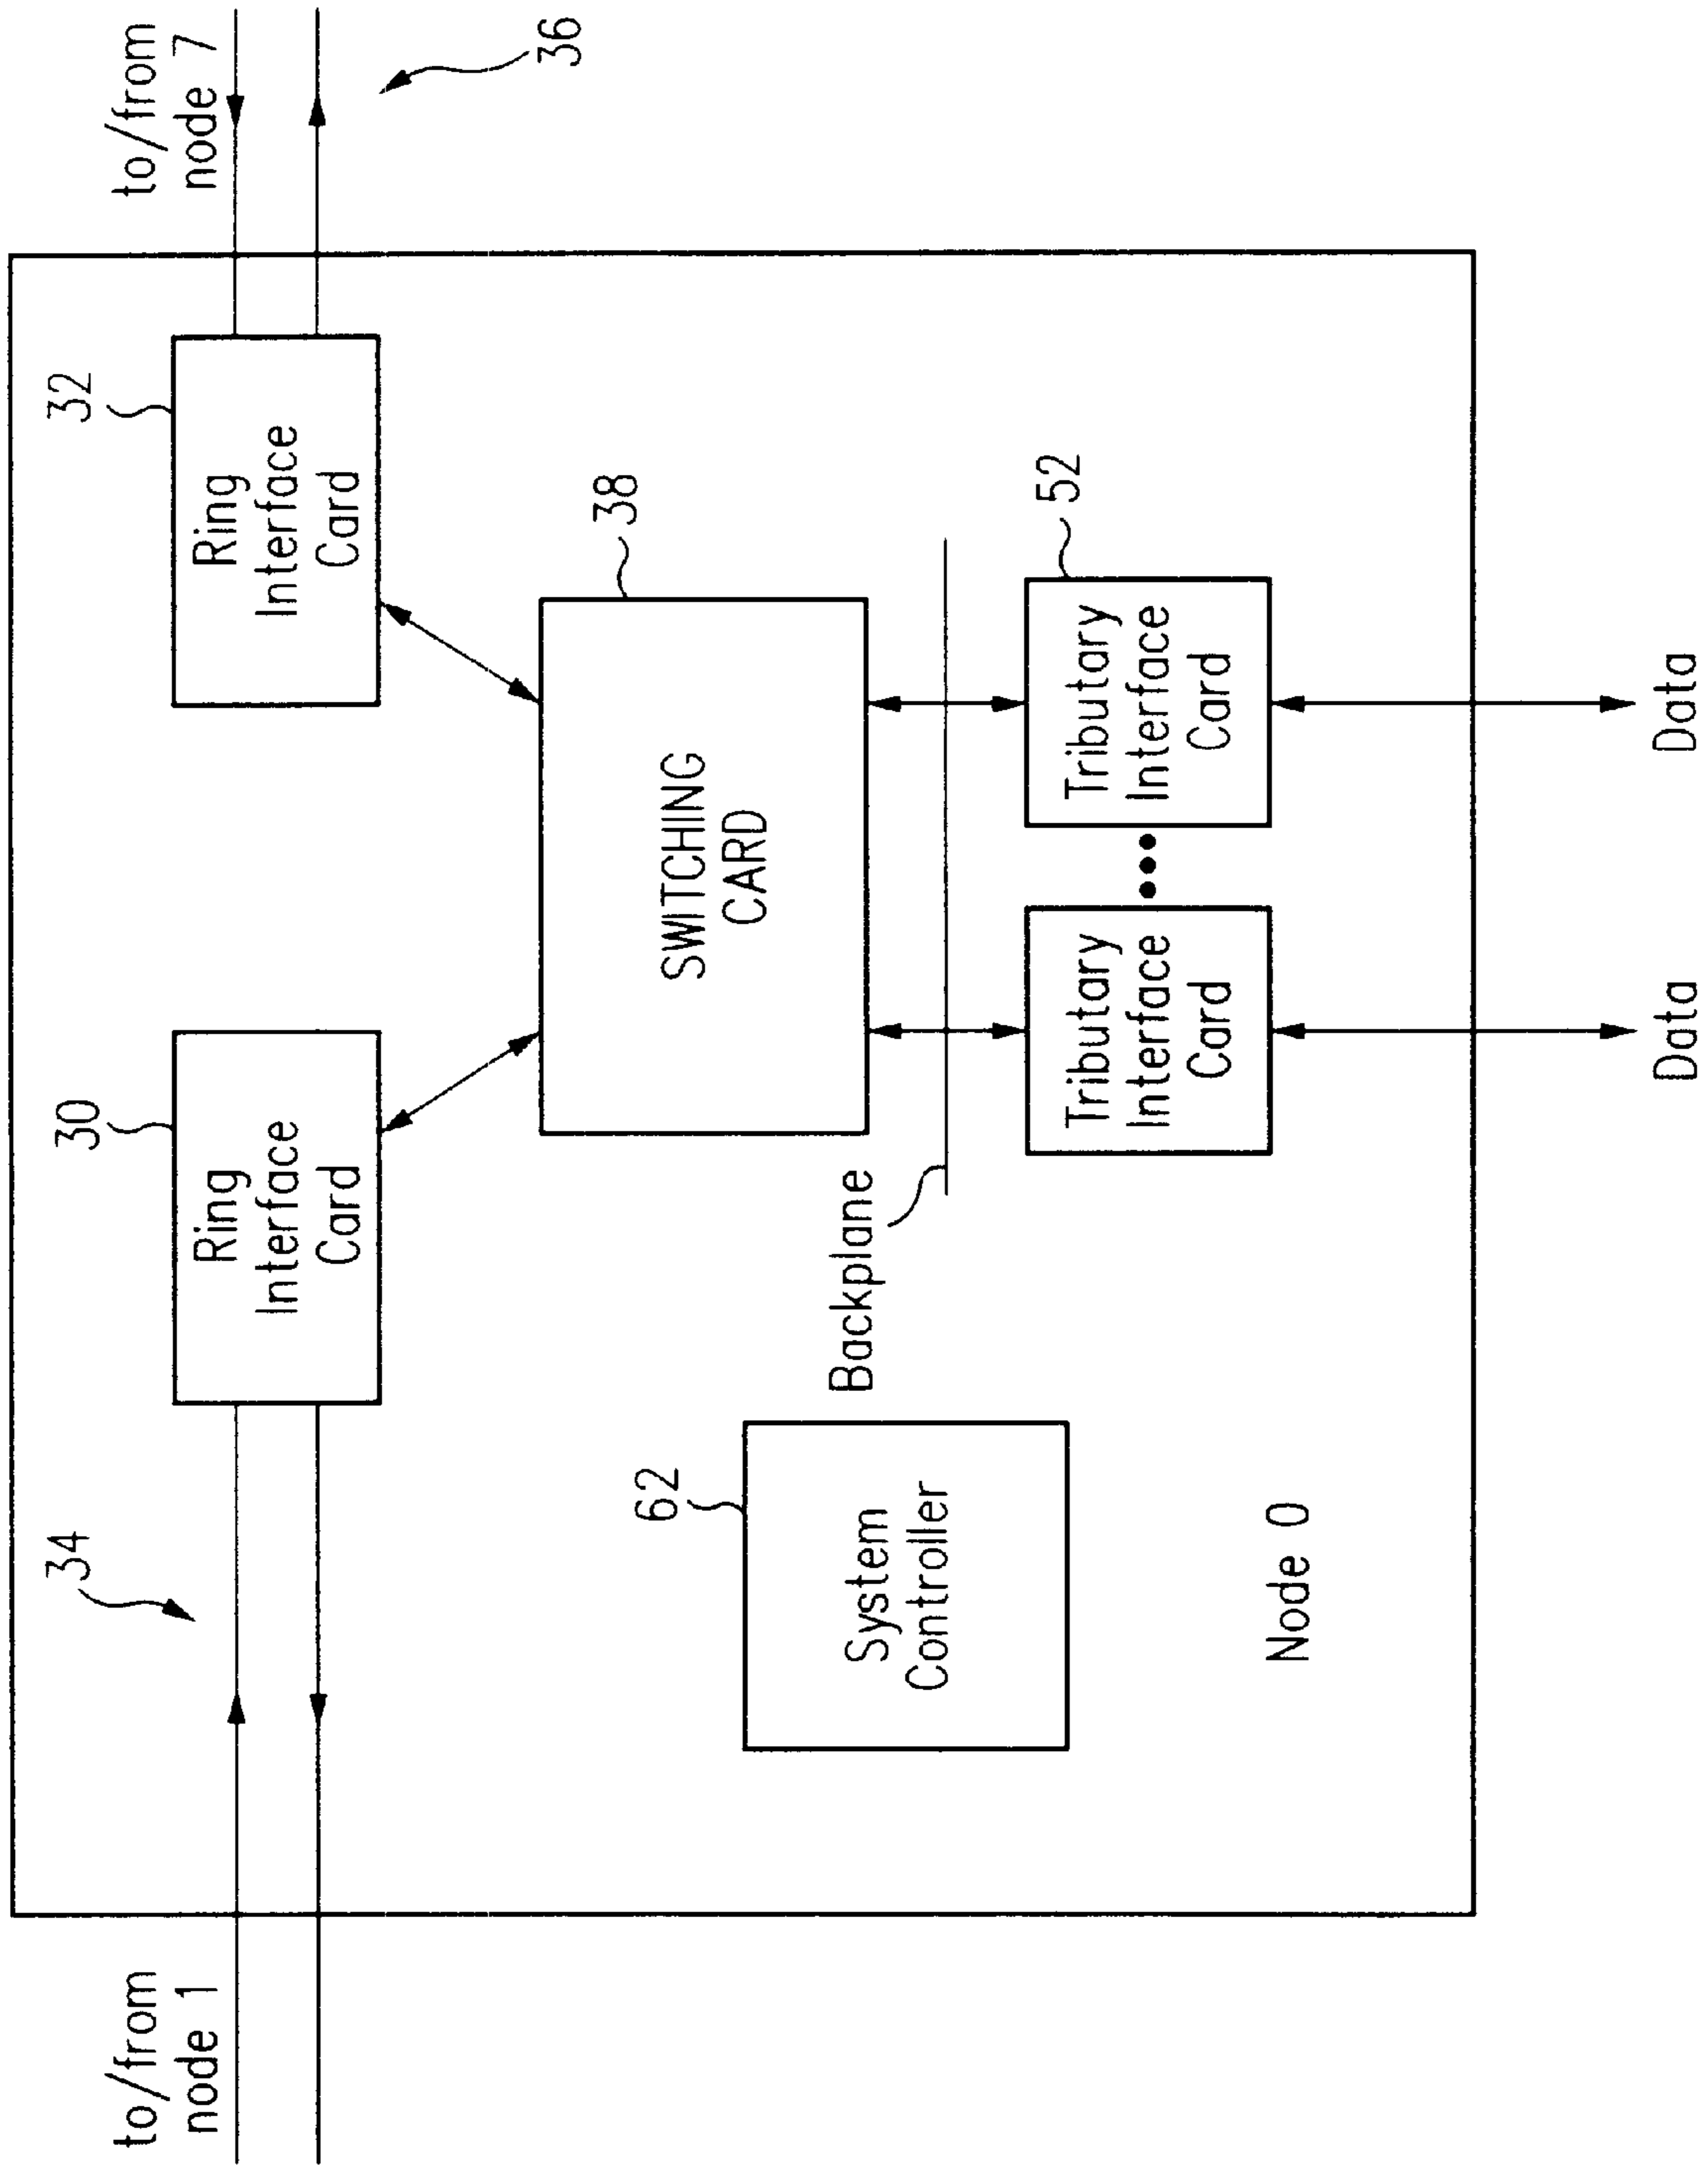 to/from
node 1
34
30
Ring
Interface
Card
32
Ring
Interface
Card
to/from
node 7
36
38
SWITCHING
CARD
62
System
Controller
Backplane
52
Tributary
Interface
Card
Tributary
Interface
Card
Node 0
Data
Data